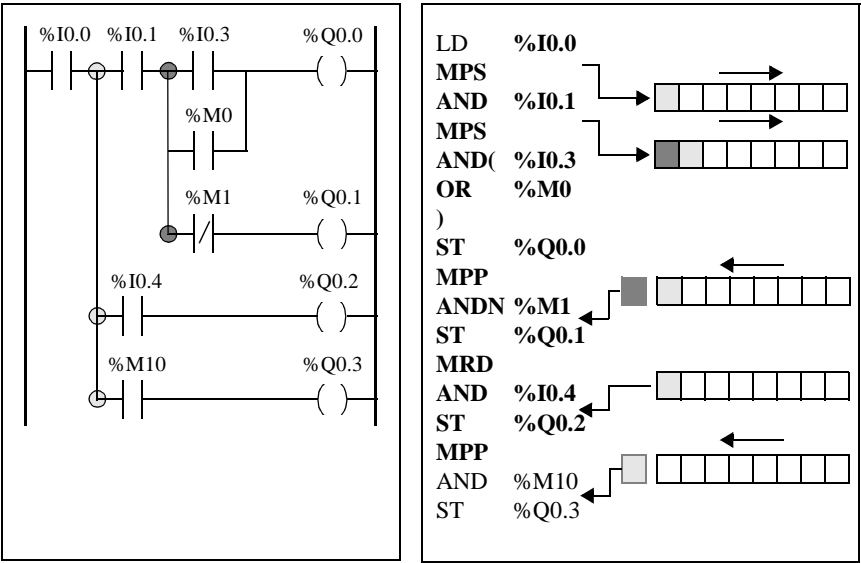 %I0.0 %I0.1 %I0.3 %Q0.0
%M0
%M1 %Q0.1
%I0.4 %Q0.2
%M10 %Q0.3
LD %I0.0
MPS
AND %I0.1
MPS
AND( %I0.3
OR %M0
)
ST %Q0.0
MPP
ANDN %M1
ST %Q0.1
MRD
AND %I0.4
ST %Q0.2
MPP
AND %M10
ST %Q0.3